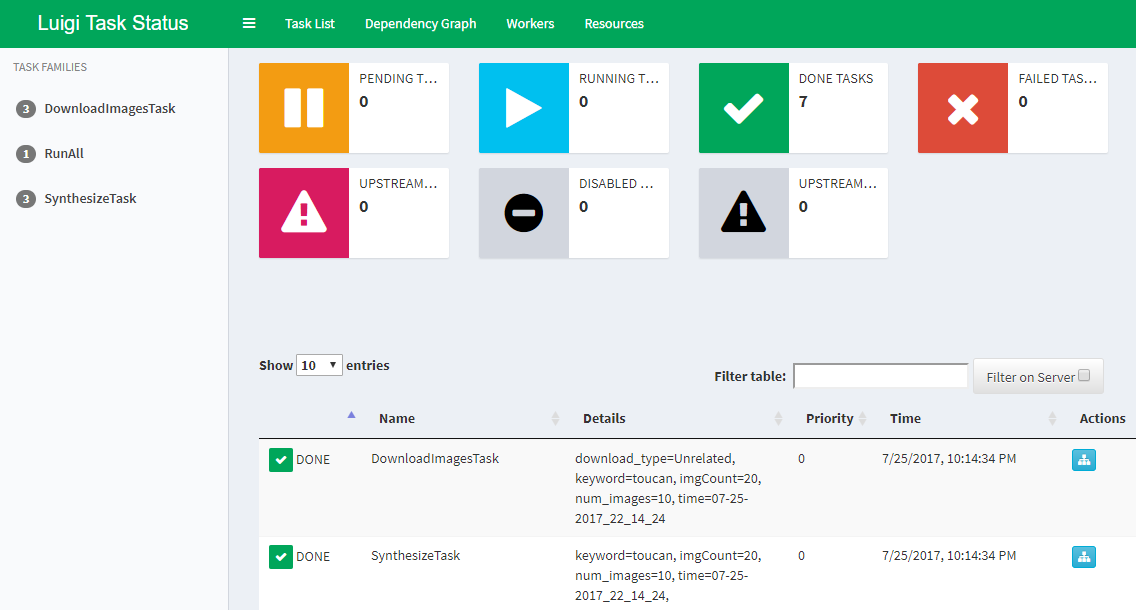 Luigi Task Status
Task List Dependency Graph Workers Resources
TASK FAMILIES
3 DownloadImagesTask
1 RunAll
3 SynthesizeTask
PENDING T...
0
RUNNING T...
0
DONE TASKS
7
FAILED TAS...
0
UPSTREAM...
0
DISABLED ...
0
UPSTREAM...
0
Show 10 entries
Filter table:
Filter on Server
Name Details Priority Time Actions
DONE DownloadImagesTask download_type=Unrelated, 0 7/25/2017, 10:14:34 PM
keyword=toucan, imgCount=20,
num_images=10, time=07-25-
2017_22_14_24
DONE SynthesizeTask keyword=toucan, imgCount=20, 0 7/25/2017, 10:14:34 PM
num_images=10, time=07-25-
2017_22_14_24,